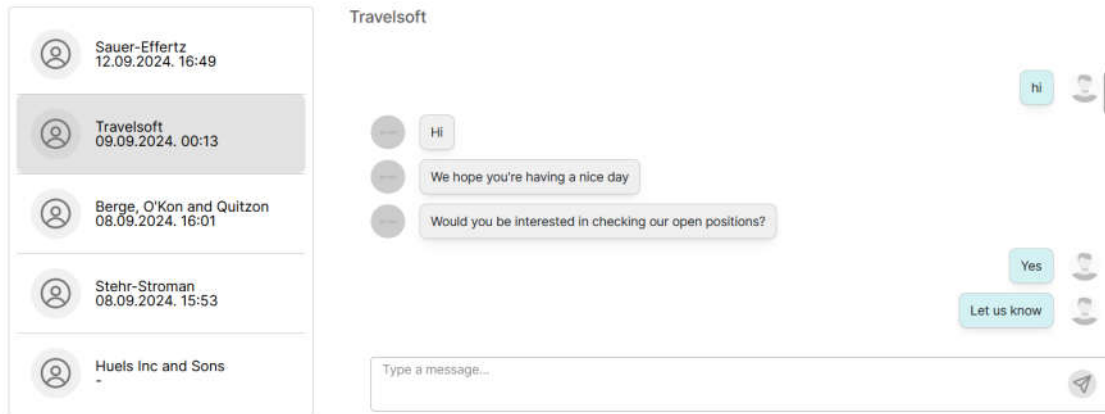 Sauer-Effertz
12.09.2024. 16:49
Travelsoft
09.09.2024. 00:13
Berge, O'Kon and Quitzon
08.09.2024. 16:01
Stehr-Stroman
08.09.2024. 15:53
Huels Inc and Sons
-
Travelsoft
hi
Hi
We hope you're having a nice day
Would you be interested in checking our open positions?
Yes
Let us know
Type a message...